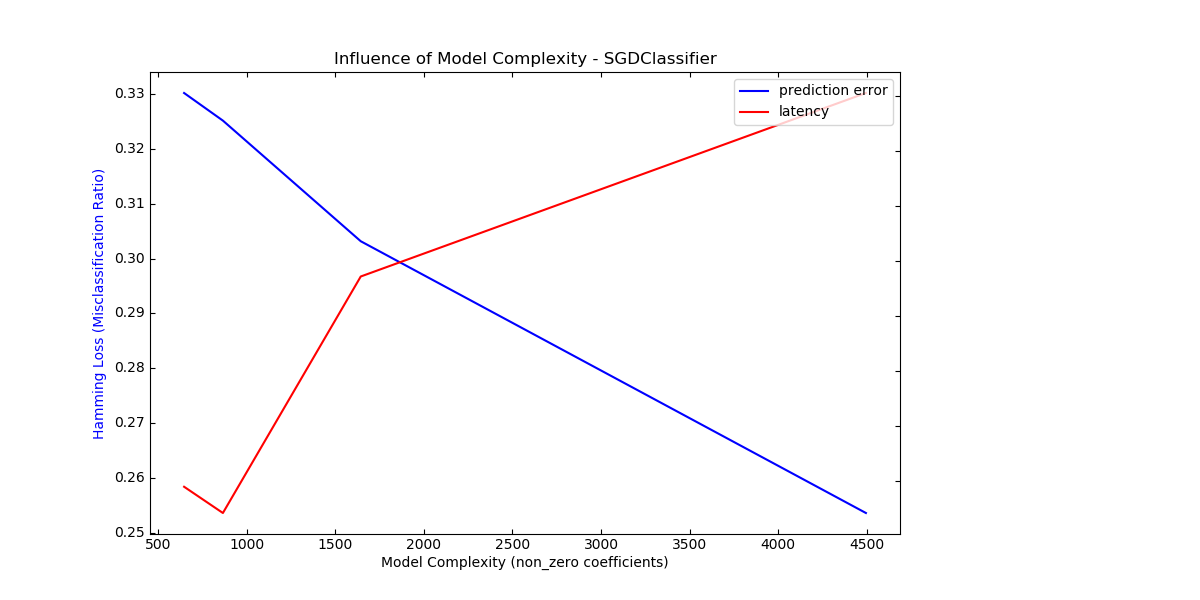 Influence of Model Complexity - SGDClassifier
prediction error
latency
Hamming Loss (Misclassification Ratio)
0.33
0.32
0.31
0.30
0.29
0.28
0.27
0.26
0.25
500 1000 1500 2000 2500 3000 3500 4000 4500
Model Complexity (non_zero coefficients)